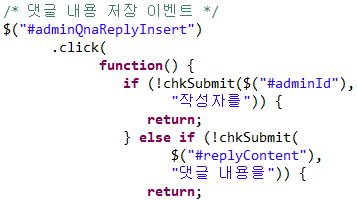 /* 댓글 내용 저장 이벤트 */
$("#adminQnaReplyInsert")
.click(
function() {
if (!chkSubmit($("#adminId"),
"작성자를")) {
return;
} else if (!chkSubmit(
$("#replyContent"),
"댓글 내용을")) {
return;